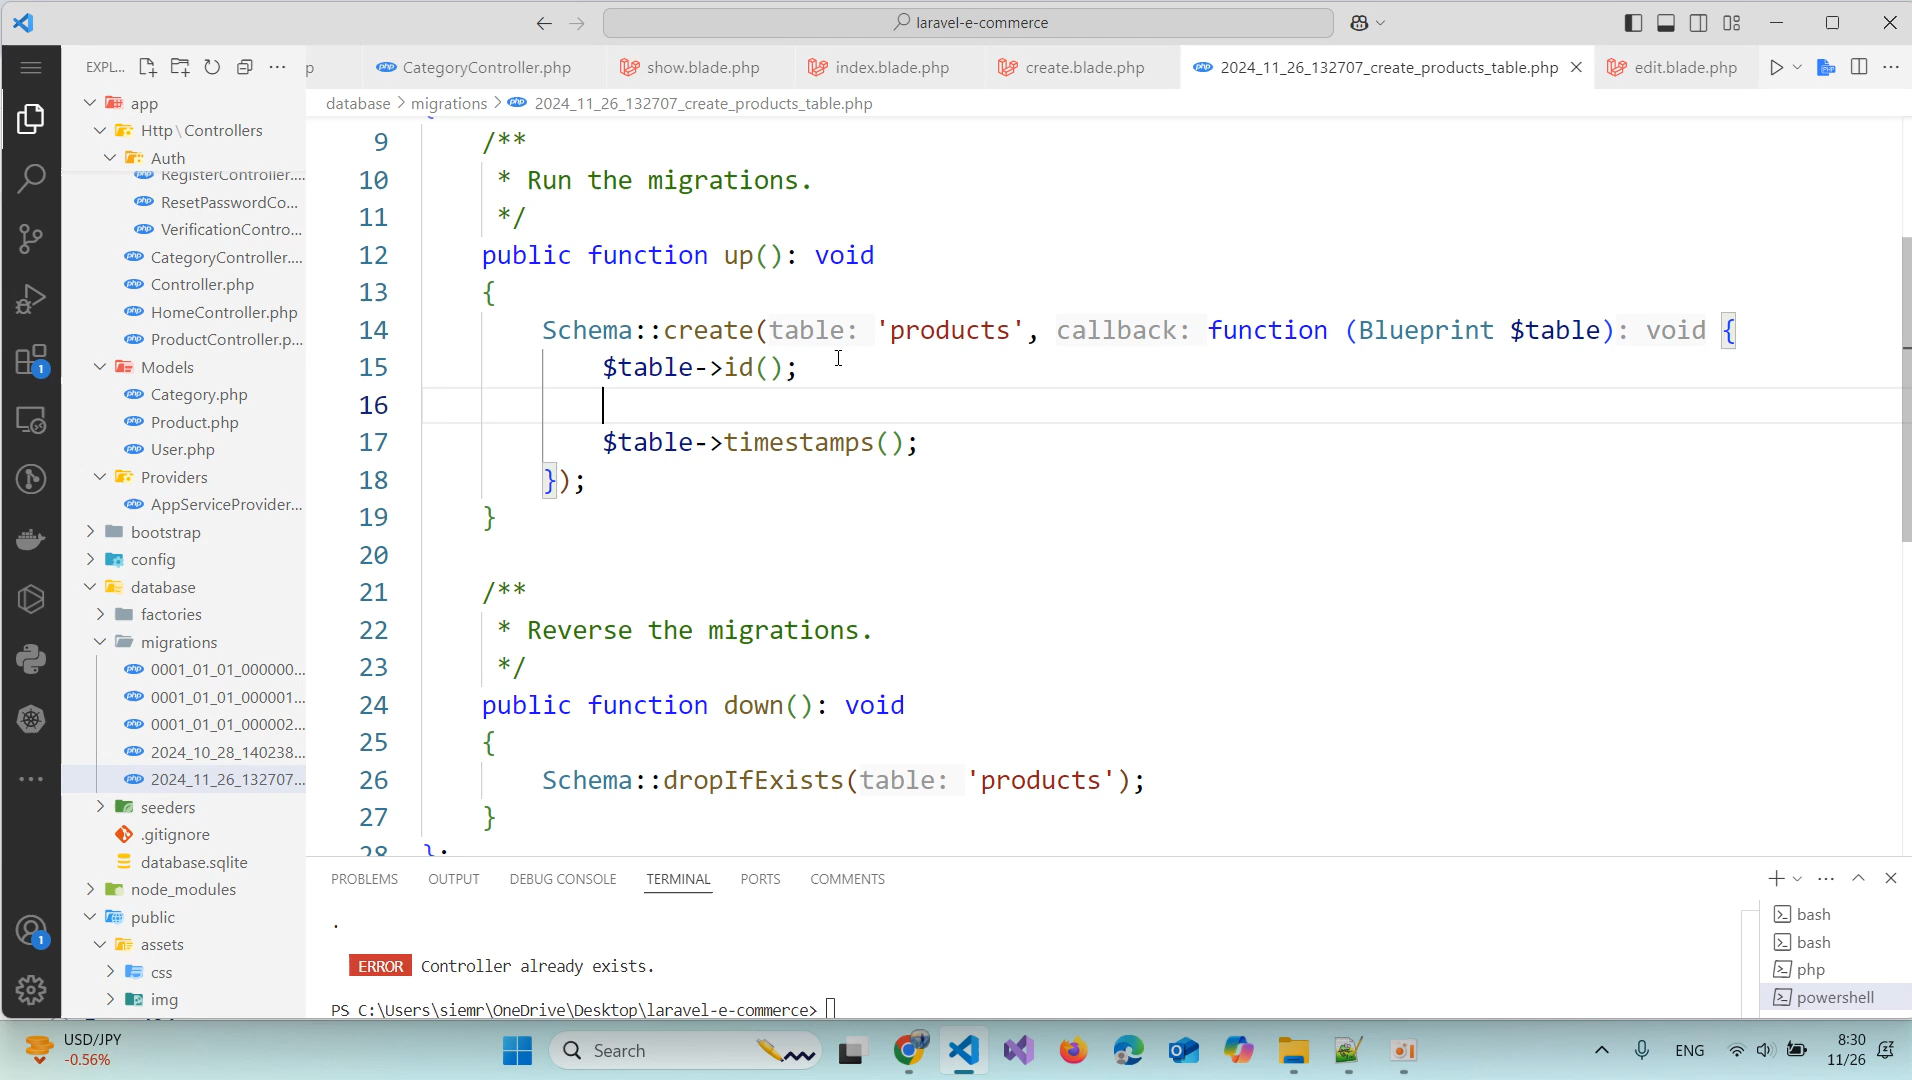 laravel-e-commerce
EXPL...
p
CategoryController.php
show.blade.php
index.blade.php
create.blade.php
2024_11_26_132707_create_products_table.php
edit.blade.php
database > migrations > 2024_11_26_132707_create_products_table.php
app
Http\Controllers
Auth
RegisterController....
ResetPasswordCo...
VerificationContro...
CategoryController....
Controller.php
HomeController.php
ProductController.p...
Models
Category.php
Product.php
User.php
Providers
AppServiceProvider...
bootstrap
config
database
factories
migrations
0001_01_01_000000...
0001_01_01_000001...
0001_01_01_000002...
2024_10_28_140238...
2024_11_26_132707...
seeders
.gitignore
database.sqlite
node_modules
public
assets
css
img
{
9 /**
10 * Run the migrations.
11 */
12 public function up(): void
13 {
14 Schema::create(table: 'products', callback: function (Blueprint $table): void {
15 $table->id();
16
17 $table->timestamps();
18 });
19 }
20
21 /**
22 * Reverse the migrations.
23 */
24 public function down(): void
25 {
26 Schema::dropIfExists(table: 'products');
27 }
28 };
PROBLEMS
OUTPUT
DEBUG CONSOLE
TERMINAL
PORTS
COMMENTS
.
ERROR Controller already exists.
PS C:\Users\siemr\OneDrive\Desktop\laravel-e-commerce>
bash
bash
php
powershell
1
1
USD/JPY
-0.56%
Search
ENG
8:30
11/26